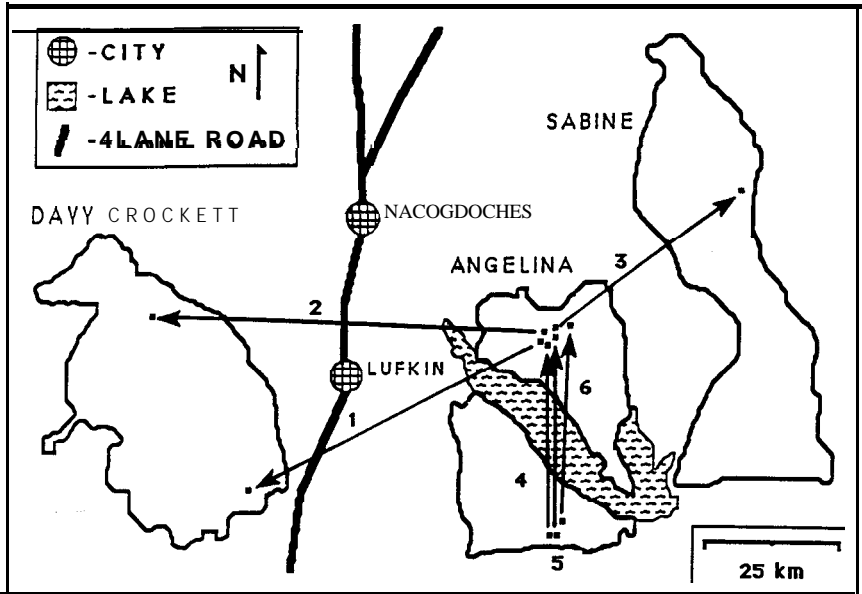 -CITY
N
-LAKE
-4LANE ROAD
SABINE
DAVY CROCKETT
NACOGDOCHES
ANGELINA
3
2
LUFKIN
6
1
4
5
25 km